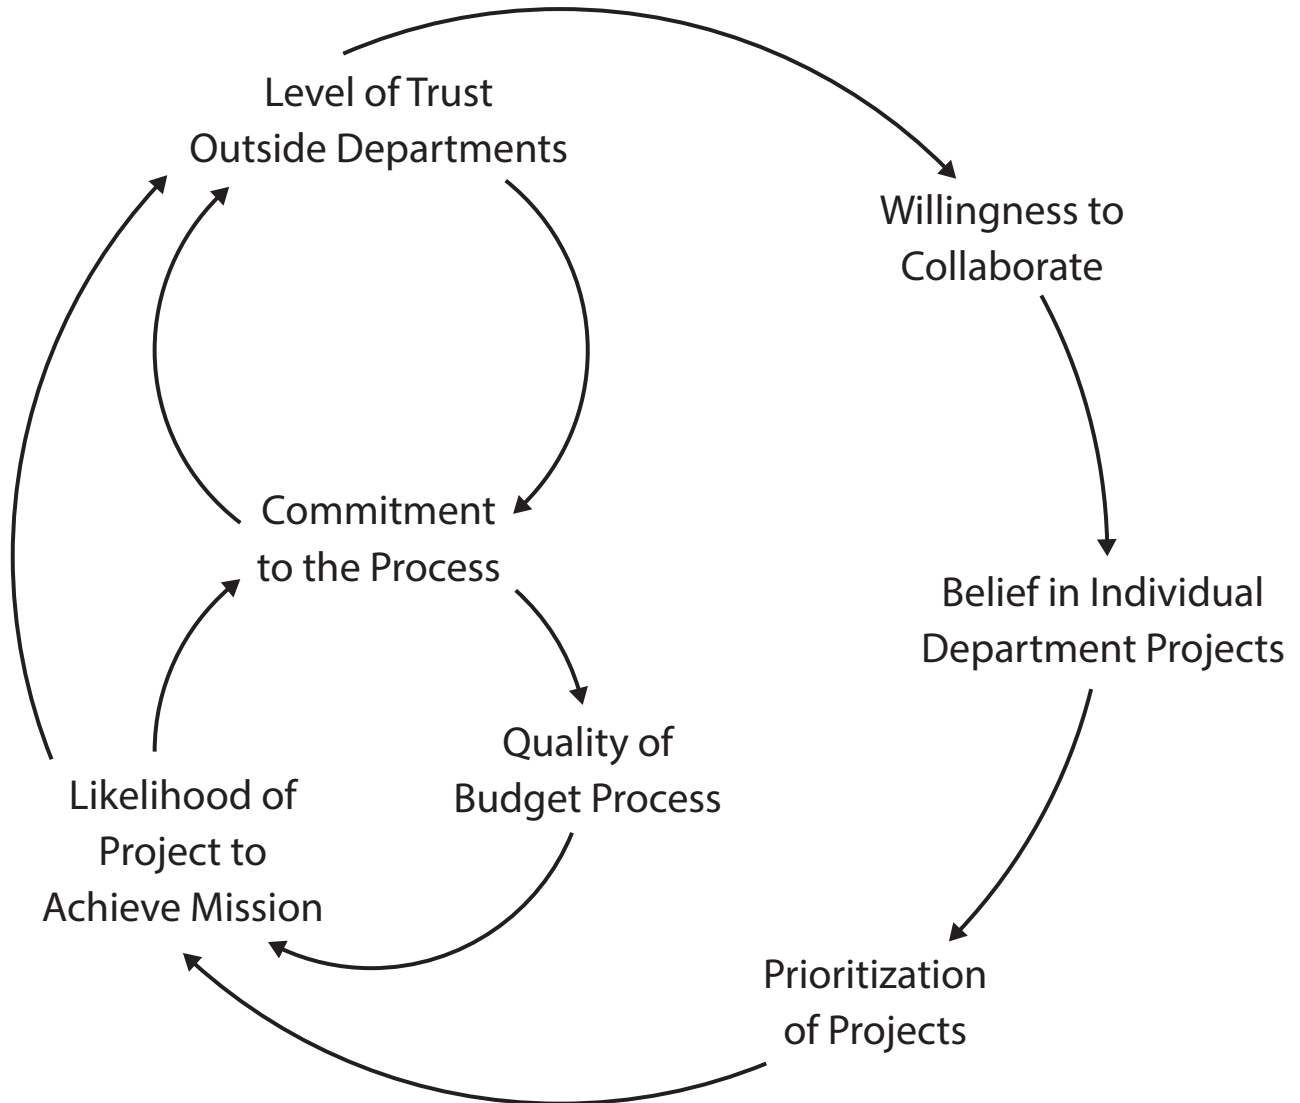 Level of Trust
Outside Departments
Willingness to
Collaborate
Commitment
to the Process
Belief in Individual
Department Projects
Quality of
Budget Process
Likelihood of
Project to
Achieve Mission
Prioritization
of Projects